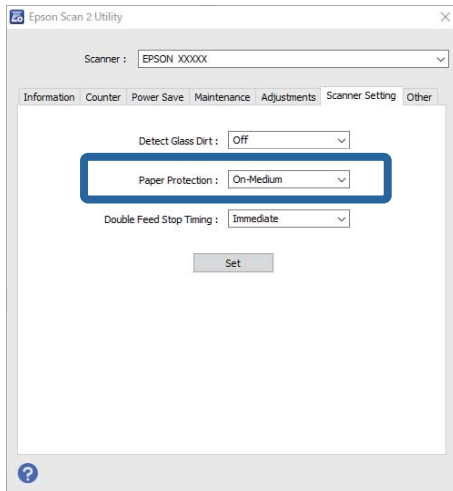 Epson Scan 2 Utility
Scanner : EPSON XXXXX
Information Counter Power Save Maintenance Adjustments Scanner Setting Other
Detect Glass Dirt : Off
Paper Protection : On-Medium
Double Feed Stop Timing : Immediate
Set
?